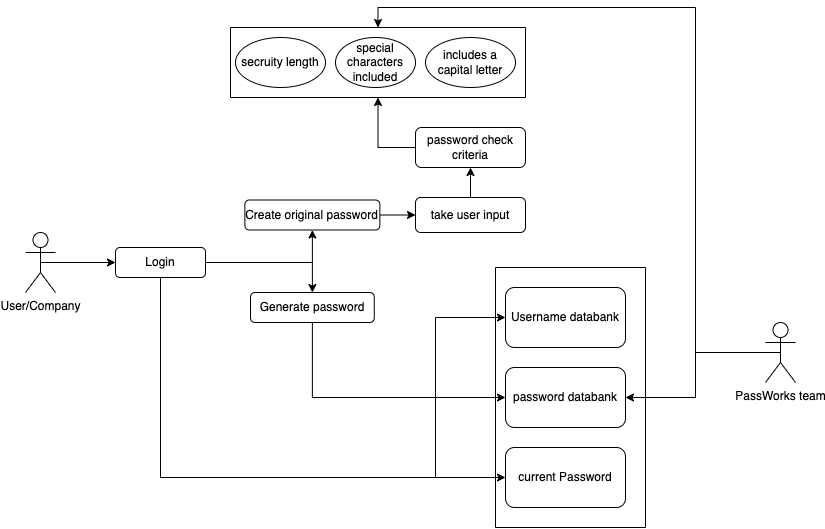 secruity length
special
characters
included
includes a
capital letter
password check
criteria
Create original password
take user input
Login
User/Company
Generate password
Username databank
password databank
PassWorks team
current Password